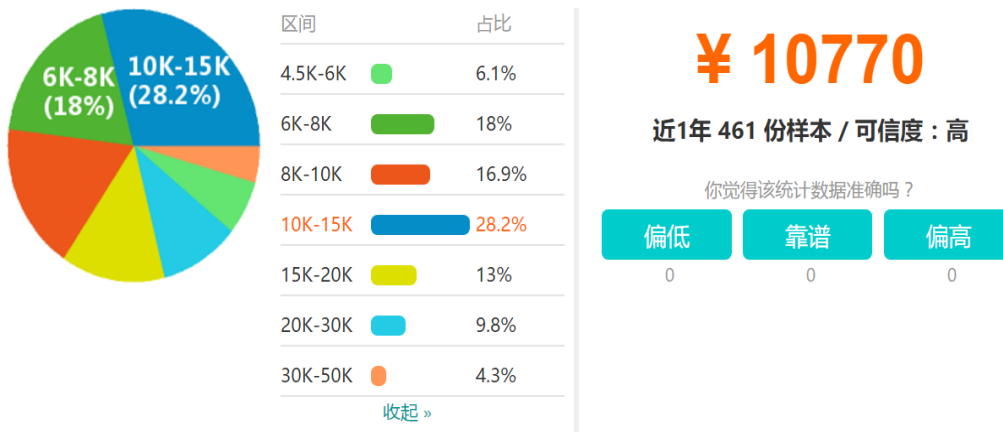 6K-8K
(18%)
10K-15K
(28.2%)
区间 占比
4.5K-6K 6.1%
6K-8K 18%
8K-10K 16.9%
10K-15K 28.2%
15K-20K 13%
20K-30K 9.8%
30K-50K 4.3%
收起 »
¥ 10770
近1年 461 份样本 / 可信度：高
你觉得该统计数据准确吗？
偏低 靠谱 偏高
0 0 0